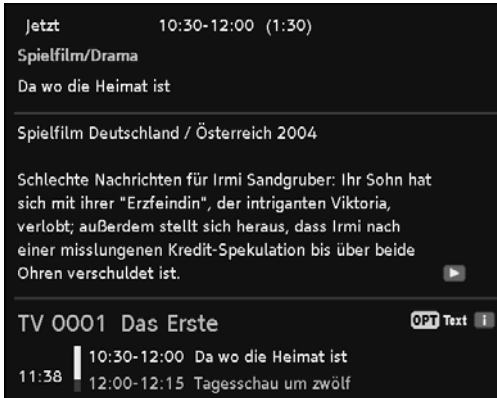 Jetzt 10:30-12:00 (1:30)
Spielfilm/Drama
Da wo die Heimat ist
Spielfilm Deutschland / Österreich 2004
Schlechte Nachrichten für Irmi Sandgruber: Ihr Sohn hat
sich mit ihrer "Erzfeindin", der intriganten Viktoria,
verlobt; außerdem stellt sich heraus, dass Irmi nach
einer misslungenen Kredit-Spekulation bis über beide
Ohren verschuldet ist.
TV 0001 Das Erste OPT Text i
10:30-12:00 Da wo die Heimat ist
11:38
12:00-12:15 Tagesschau um zwölf